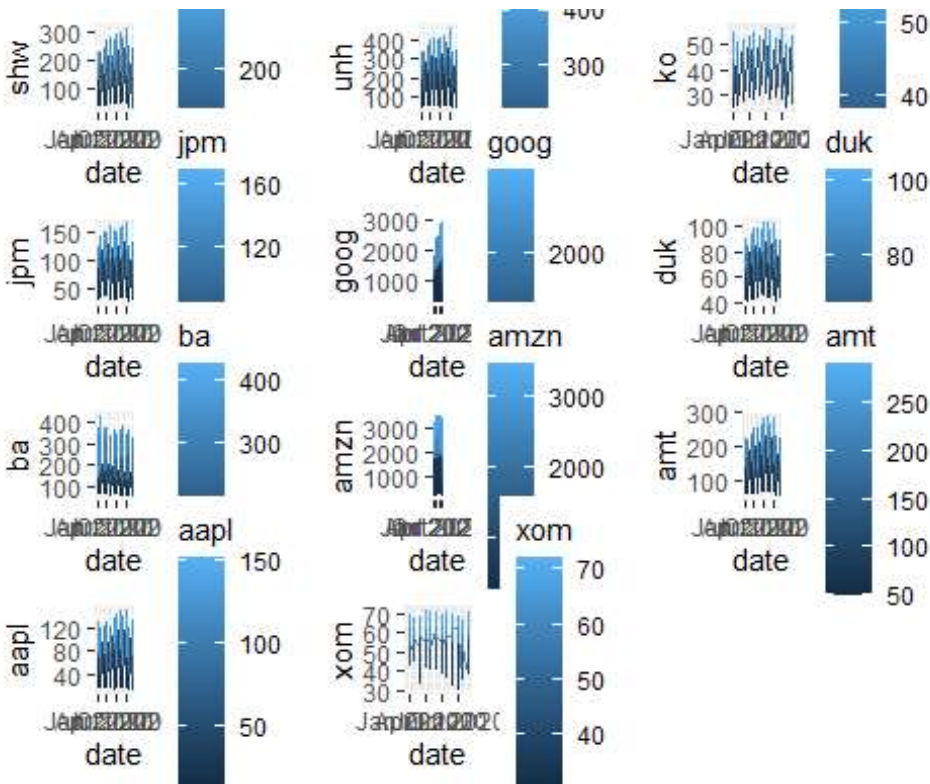 shw
300
200
100
date
200
unh
400
300
200
100
date
400
300
ko
50
40
30
date
50
40
jpm
jpm
150
100
50
date
160
120
goog
goog
3000
2000
1000
date
2000
duk
duk
100
80
60
40
date
100
80
ba
ba
400
300
200
100
date
400
300
amzn
amzn
3000
2000
1000
date
3000
2000
amt
amt
300
200
100
date
250
200
150
100
50
aapl
aapl
120
80
40
date
150
100
50
xom
xom
70
60
50
40
30
date
70
60
50
40